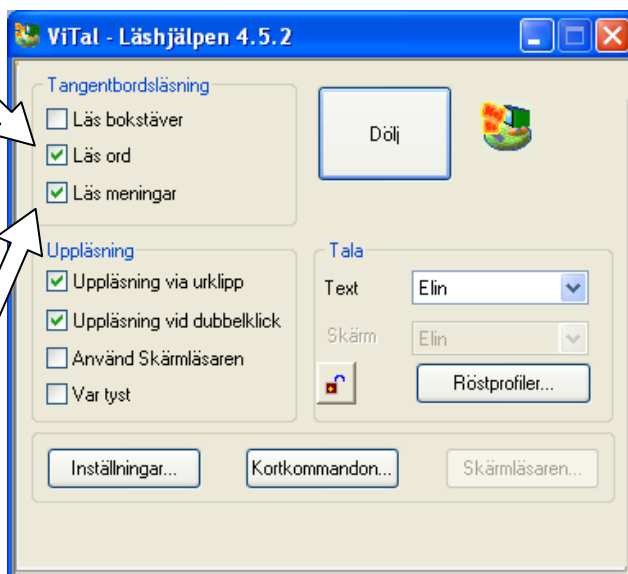 ViTal - Läshjälpen 4.5.2
Tangentbordsläsning
Läs bokstäver
Läs ord
Läs meningar
Dölj
Uppläsning
Uppläsning via urklipp
Uppläsning vid dubbelklick
Använd Skärmläsaren
Var tyst
Tala
Text Elin
Skärm Elin
Röstprofiler...
Inställningar... Kortkommandon... Skärmläsaren...